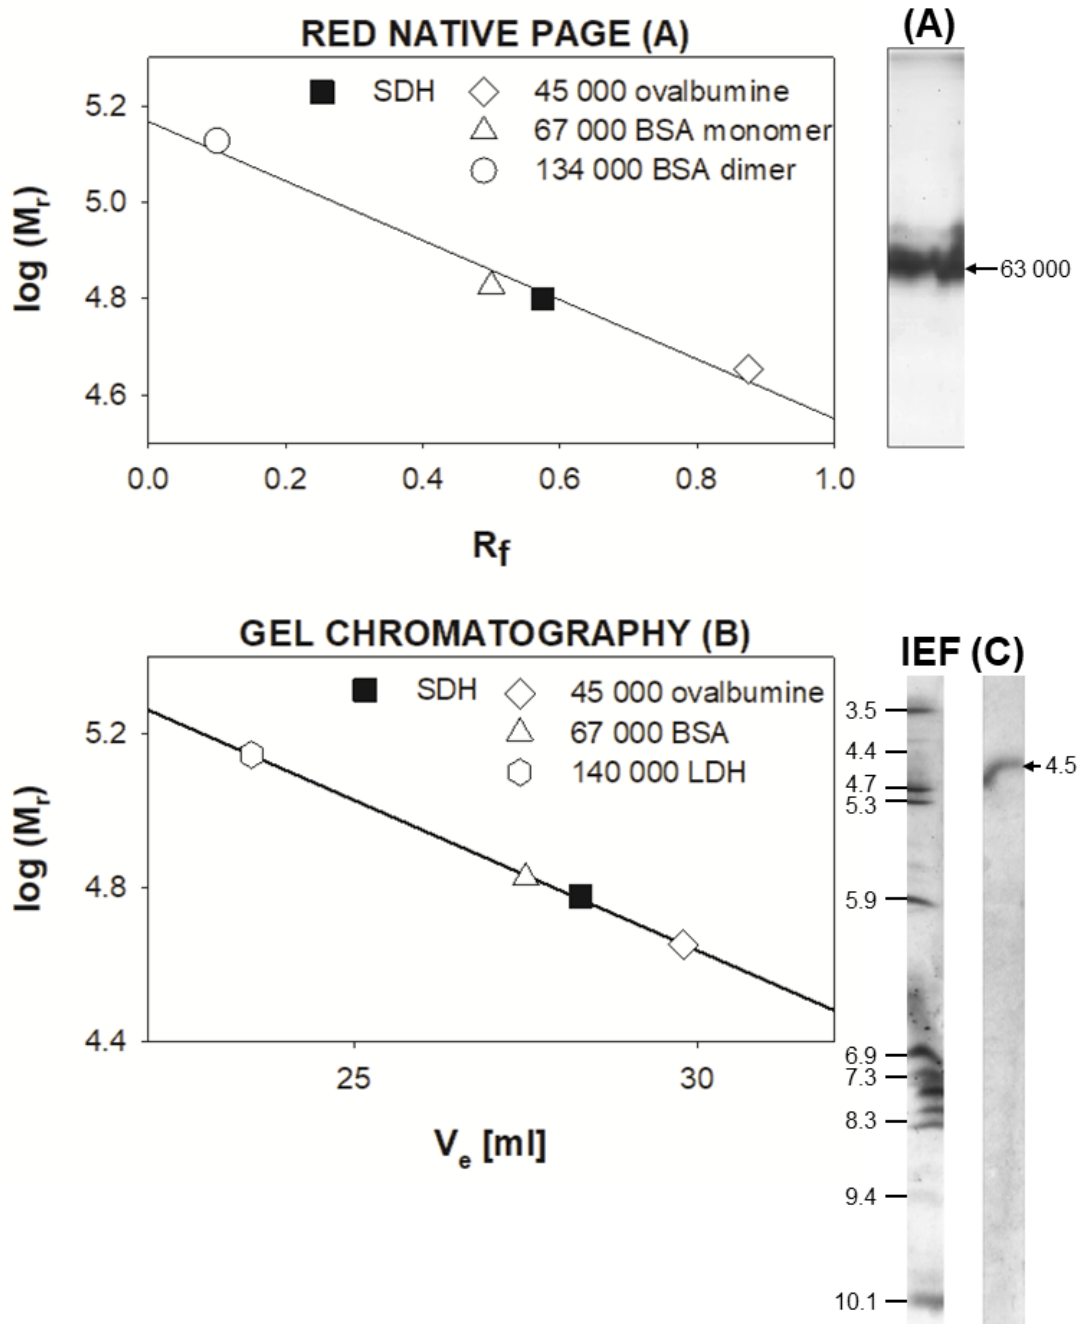 RED NATIVE PAGE (A)
(A)
SDH
45 000 ovalbumine
67 000 BSA monomer
134 000 BSA dimer
log (Mr)
5.2
5.0
4.8
4.6
0.0 0.2 0.4 0.6 0.8 1.0
Rf
63 000
GEL CHROMATOGRAPHY (B)
SDH
45 000 ovalbumine
67 000 BSA
140 000 LDH
log (Mr)
5.2
4.8
4.4
25 30
Ve [ml]
IEF (C)
3.5
4.4
4.5
4.7
5.3
5.9
6.9
7.3
8.3
9.4
10.1